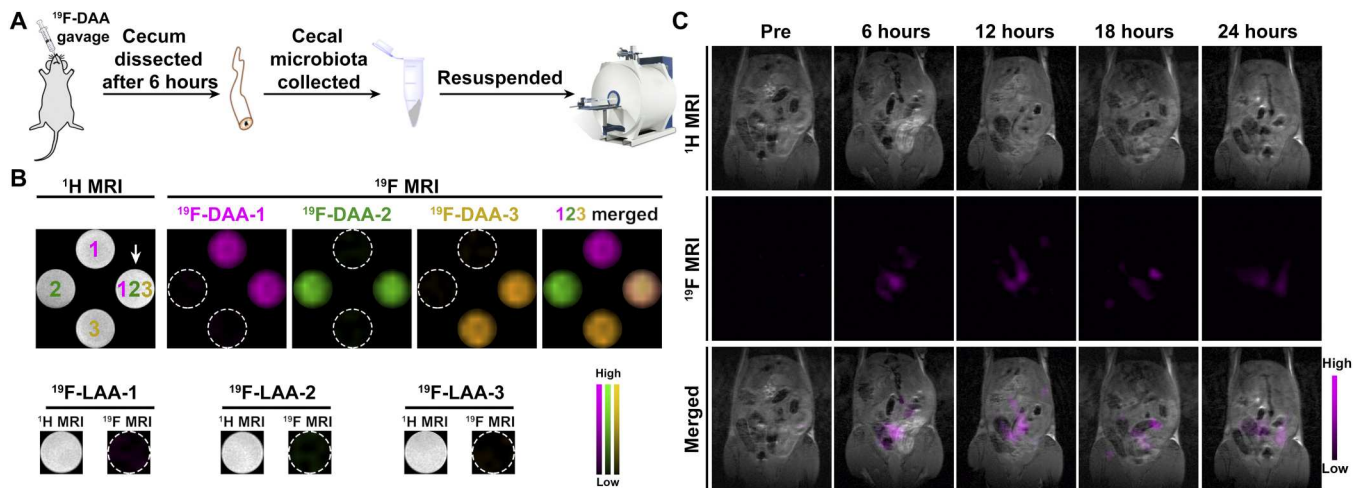 A
¹⁹F-DAA
gavage
Cecum
dissected
after 6 hours
Cecal
microbiota
collected
Resuspended
B
¹H MRI
¹⁹F MRI
¹⁹F-DAA-1
¹⁹F-DAA-2
¹⁹F-DAA-3
123 merged
1
2
123
3
High
Low
¹⁹F-LAA-1
¹H MRI
¹⁹F MRI
¹⁹F-LAA-2
¹H MRI
¹⁹F MRI
¹⁹F-LAA-3
¹H MRI
¹⁹F MRI
C
Pre
6 hours
12 hours
18 hours
24 hours
¹H MRI
¹⁹F MRI
Merged
High
Low